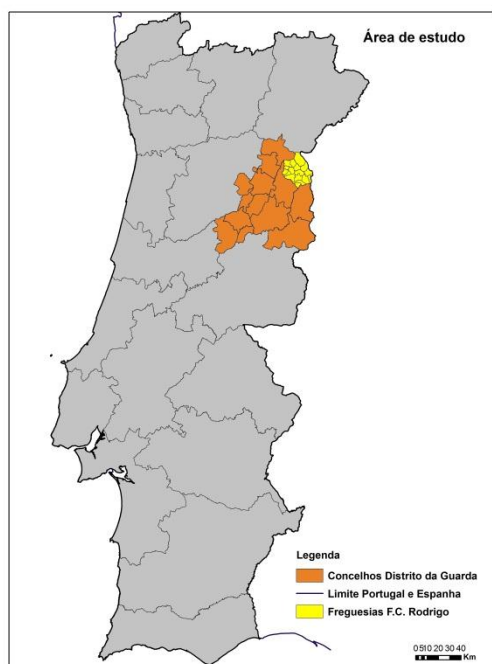 Área de estudo
Legenda
Concelhos Distrito da Guarda
Limite Portugal e Espanha
Freguesias F.C. Rodrigo
0 5 10 20 30 40
Km